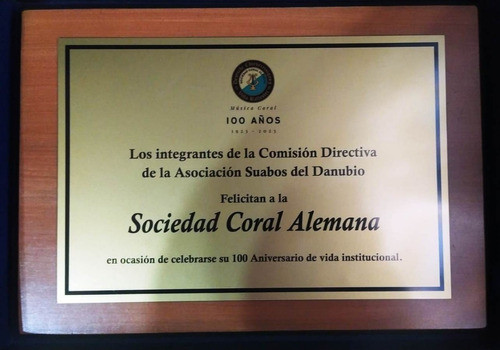 Música Coral
100 AÑOS
Los integrantes de la Comisión Directiva
de la Asociación Suabos del Danubio
Felicitan a la
Sociedad Coral Alemana
en ocasión de celebrarse su 100 Aniversario de vida institucional.